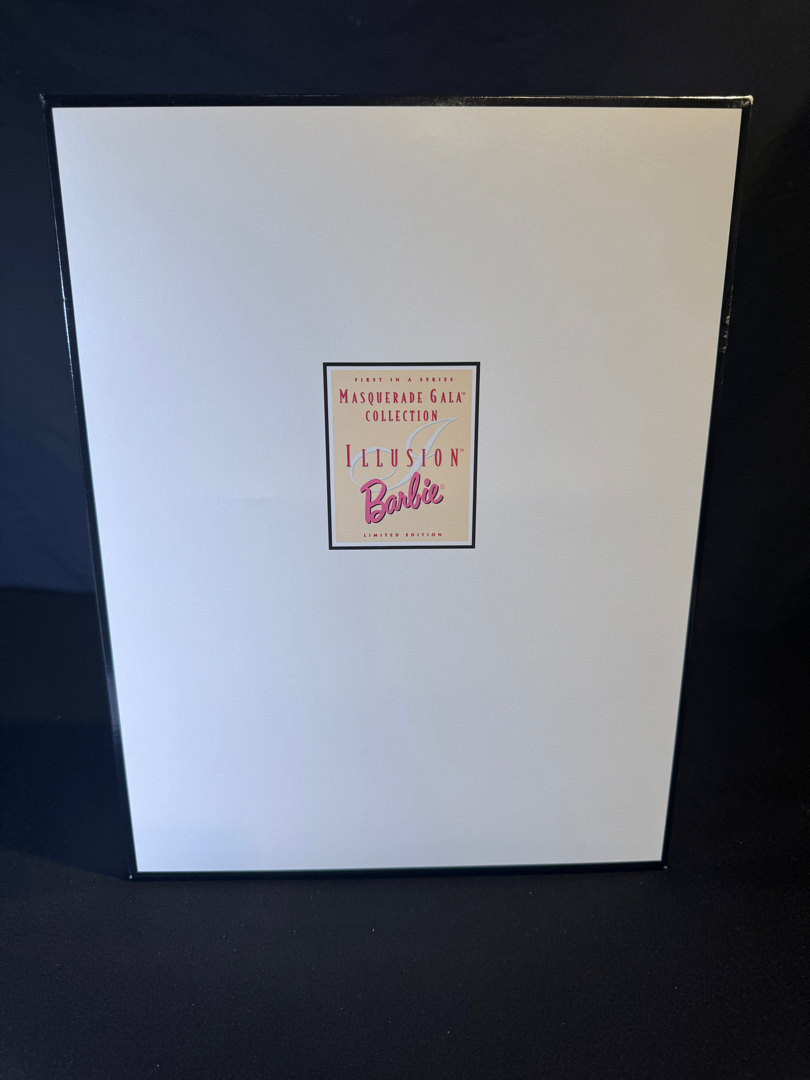 FIRST IN A SERIES
MASQUERADE GALA™
COLLECTION
I
ILLUSION™
Barbie®
LIMITED EDITION